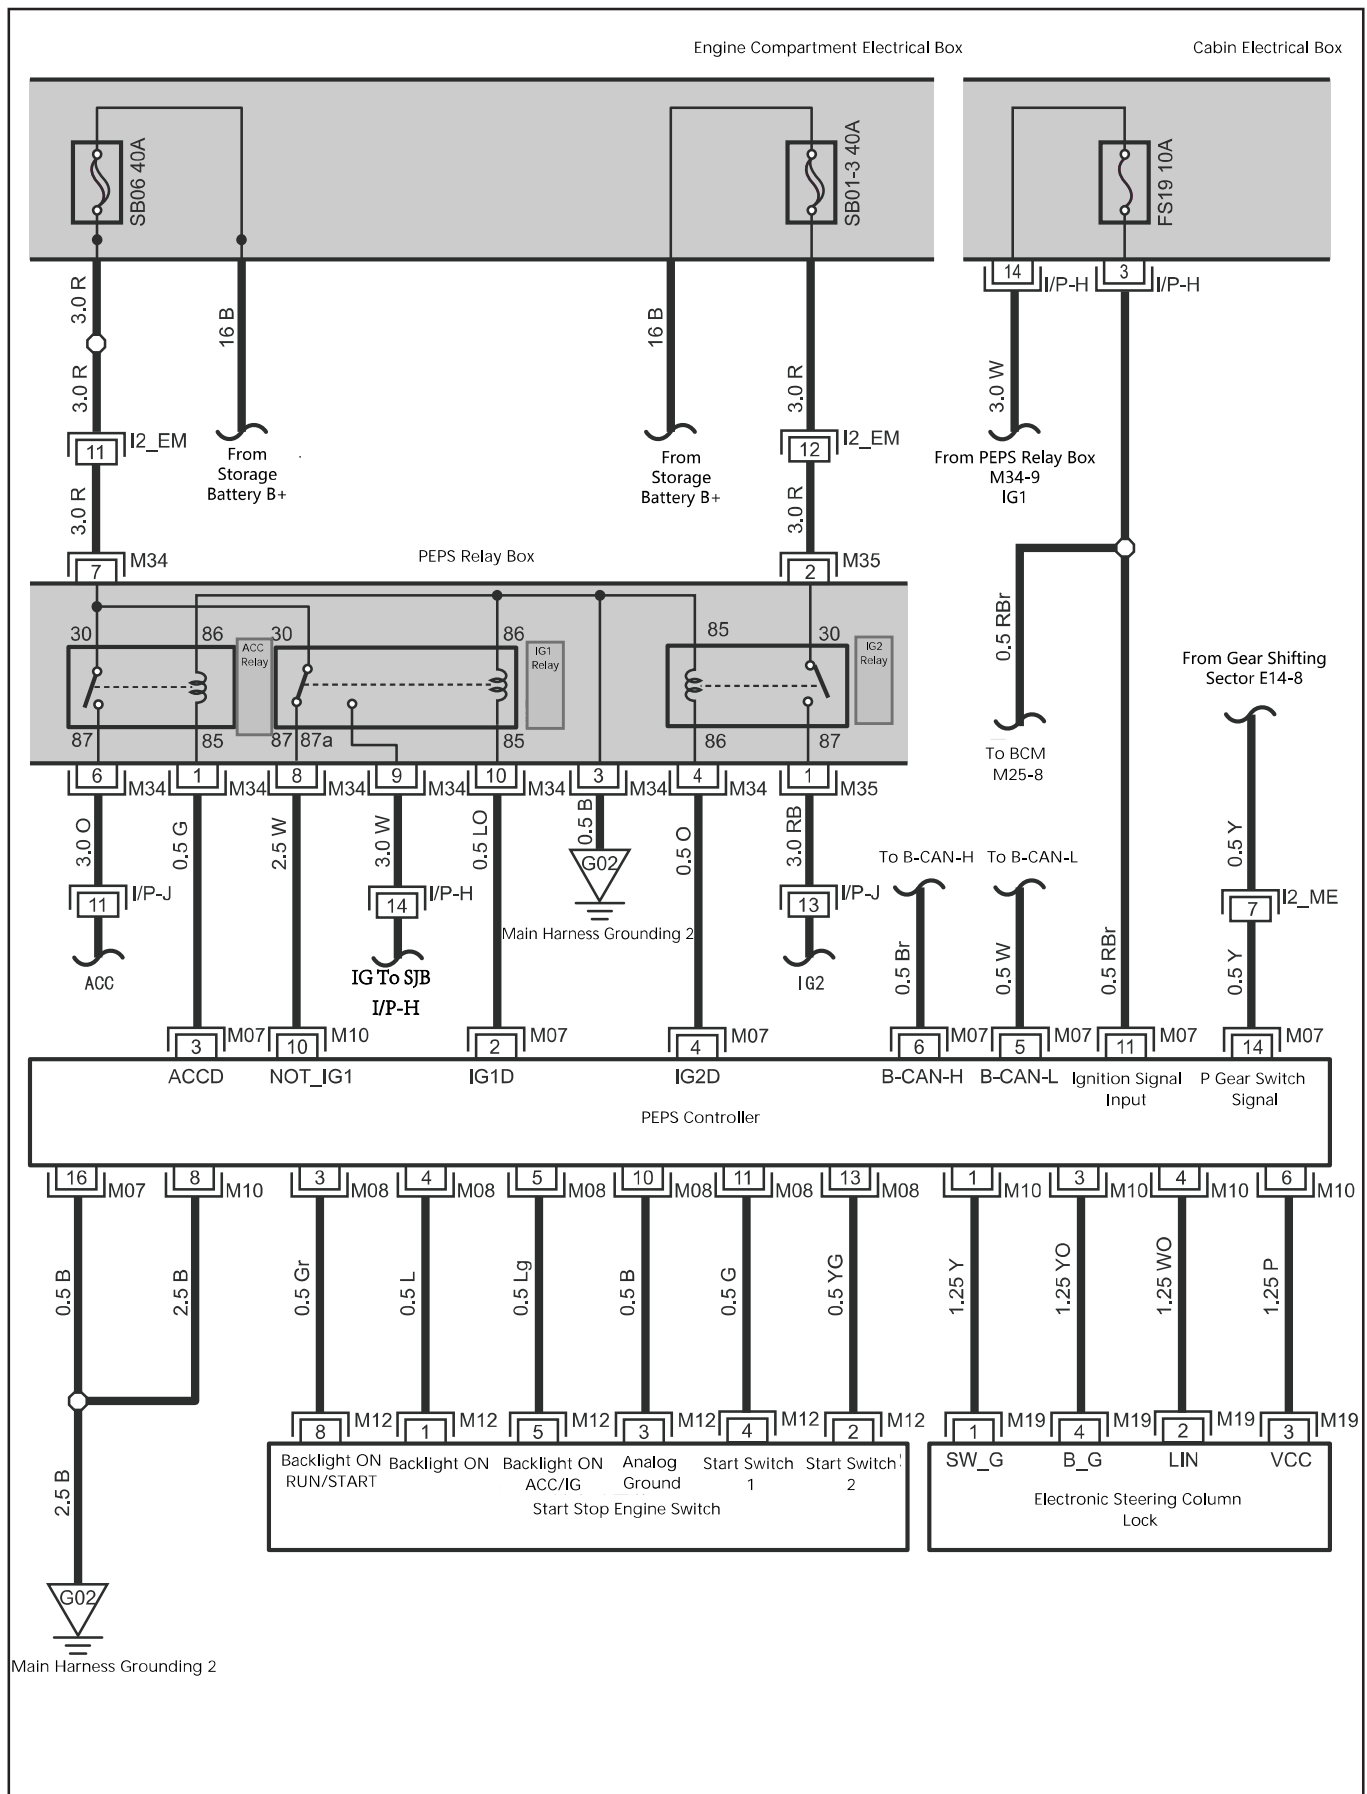 Engine Compartment Electrical Box
Cabin Electrical Box
SB06 40A
SB01-3 40A
FS19 10A
14
I/P-H
3
I/P-H
3.0 R
16 B
16 B
3.0 R
3.0 W
3.0 R
11
I2_EM
From
Storage
Battery B+
From
Storage
Battery B+
12
I2_EM
From PEPS Relay Box
M34-9
IG1
3.0 R
3.0 R
7
M34
PEPS Relay Box
2
M35
30
86
ACC
Relay
30
86
IG1
Relay
85
30
IG2
Relay
87
85
87
87a
85
86
87
0.5 RBr
To BCM
M25-8
From Gear Shifting
Sector E14-8
6
M34
1
M34
8
M34
9
M34
10
M34
3
M34
4
M34
1
M35
3.0 O
0.5 G
2.5 W
3.0 W
0.5 LO
0.5 B
0.5 O
3.0 RB
0.5 Y
G02
To B-CAN-H
To B-CAN-L
11
I/P-J
14
I/P-H
13
I/P-J
7
I2_ME
Main Harness Grounding 2
ACC
IG To SJB
I/P-H
IG2
0.5 Br
0.5 W
0.5 RBr
0.5 Y
3
M07
10
M10
2
M07
4
M07
6
M07
5
M07
11
M07
14
M07
ACCD
NOT_IG1
IG1D
IG2D
B-CAN-H
B-CAN-L
Ignition Signal
Input
P Gear Switch
Signal
PEPS Controller
16
M07
8
M10
3
M08
4
M08
5
M08
10
M08
11
M08
13
M08
1
M10
3
M10
4
M10
6
M10
0.5 B
2.5 B
0.5 Gr
0.5 L
0.5 Lg
0.5 B
0.5 G
0.5 YG
1.25 Y
1.25 YO
1.25 WO
1.25 P
8
M12
1
M12
5
M12
3
M12
4
M12
2
M12
1
M19
4
M19
2
M19
3
M19
Backlight ON
RUN/START
Backlight ON
Backlight ON
ACC/IG
Analog
Ground
Start Switch
1
Start Switch
2
SW_G
B_G
LIN
VCC
Start Stop Engine Switch
Electronic Steering Column
Lock
2.5 B
G02
Main Harness Grounding 2